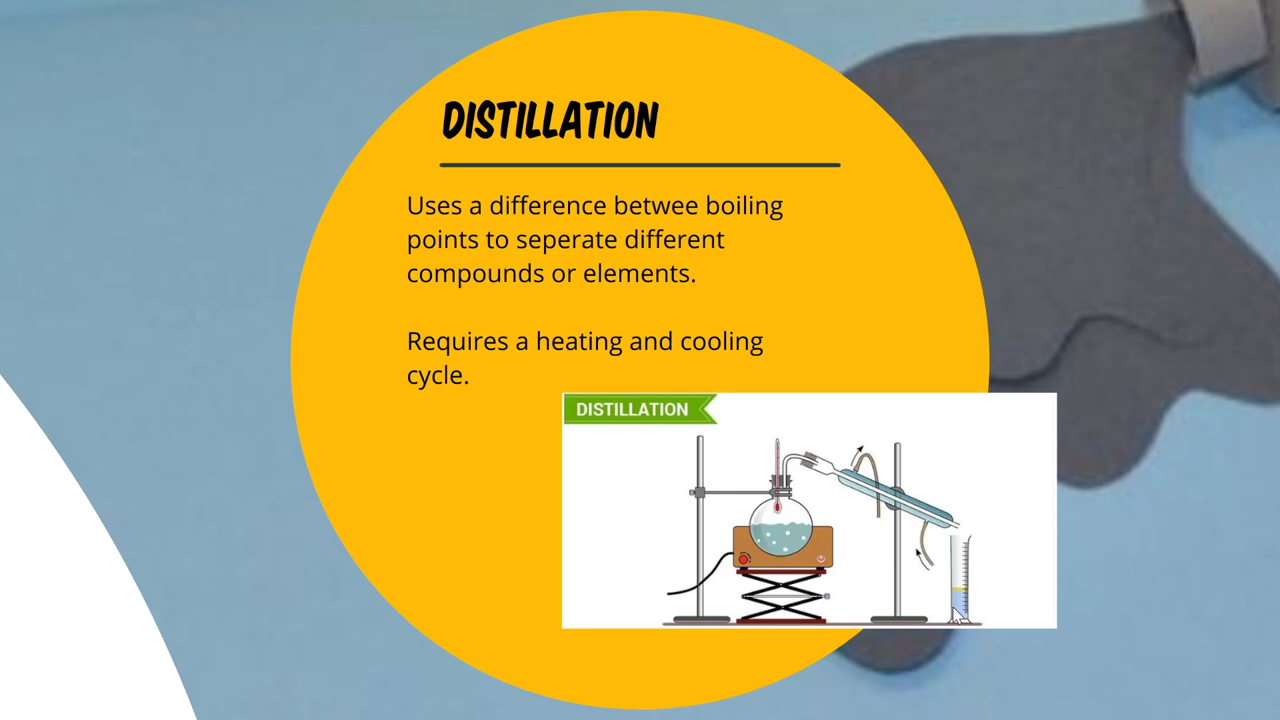 DISTILLATION
Uses a difference betwee boiling
points to seperate different
compounds or elements.
Requires a heating and cooling
cycle.
DISTILLATION